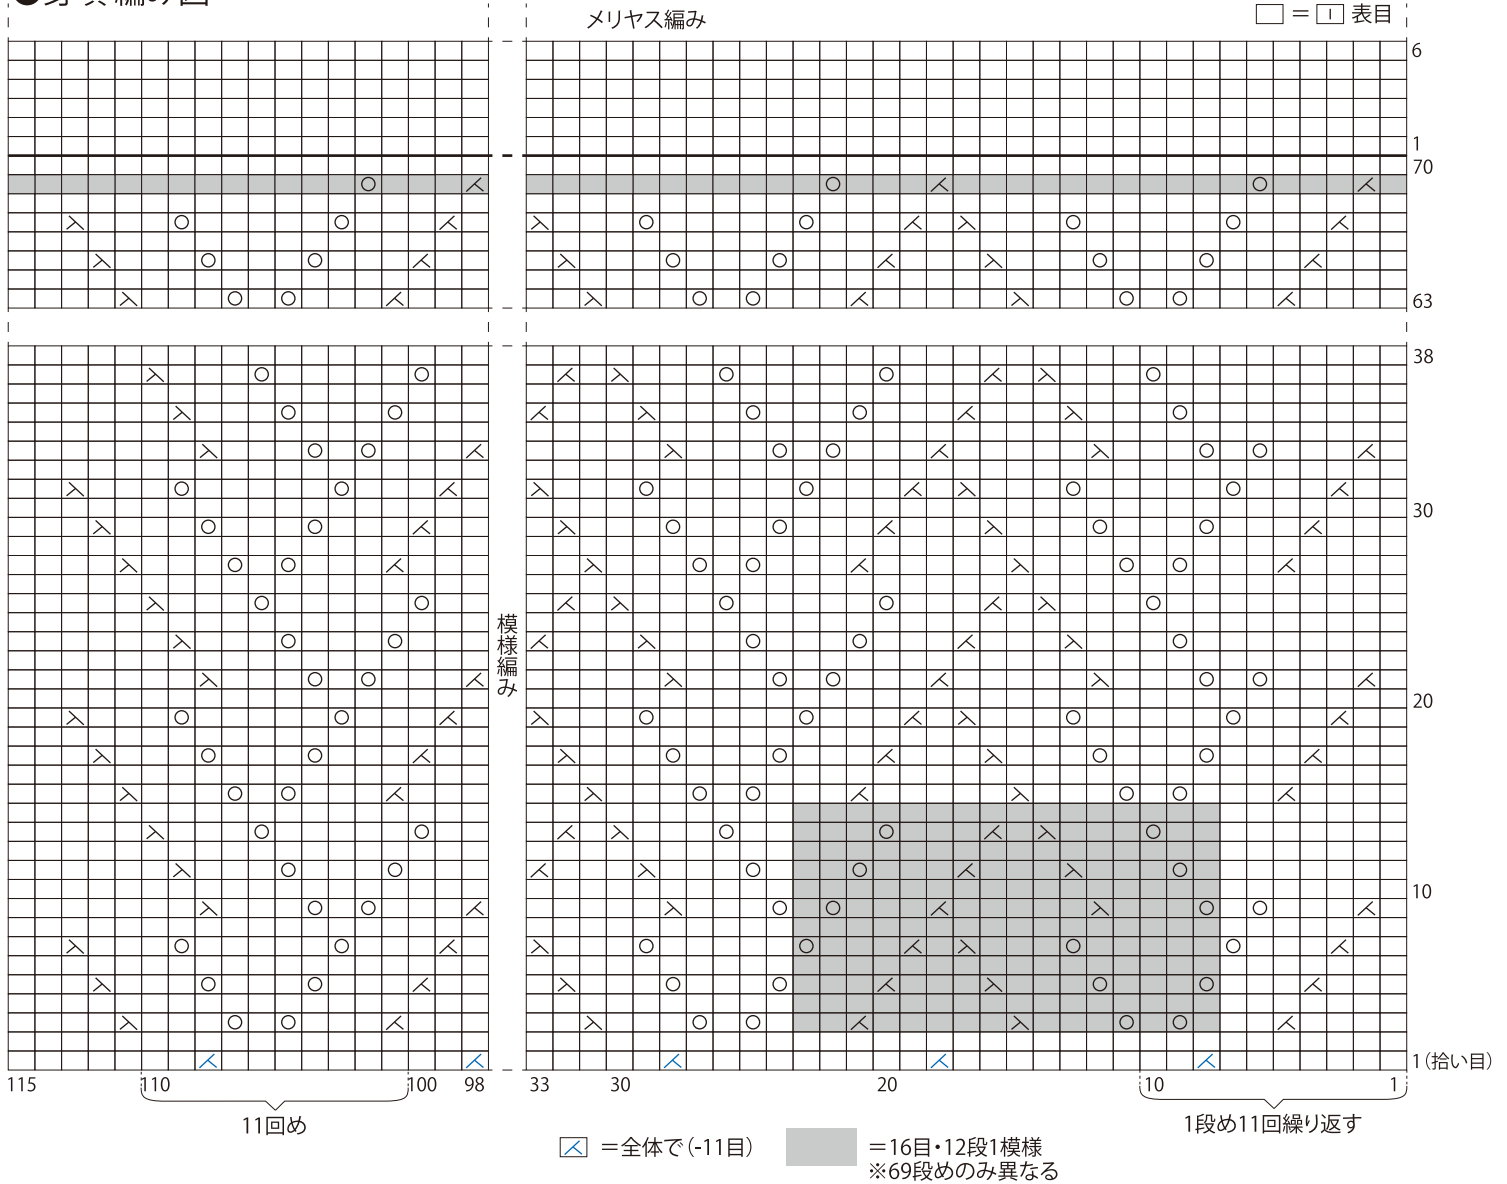 メリヤス編み
□ = 表目
6
1
70
63
38
30
20
10
1(拾い目)
模様編み
115 110 100 98 33 30 20 10 1
11回め
1段め11回繰り返す
=全体で(-11目)
=16目・12段1模様
※69段めのみ異なる